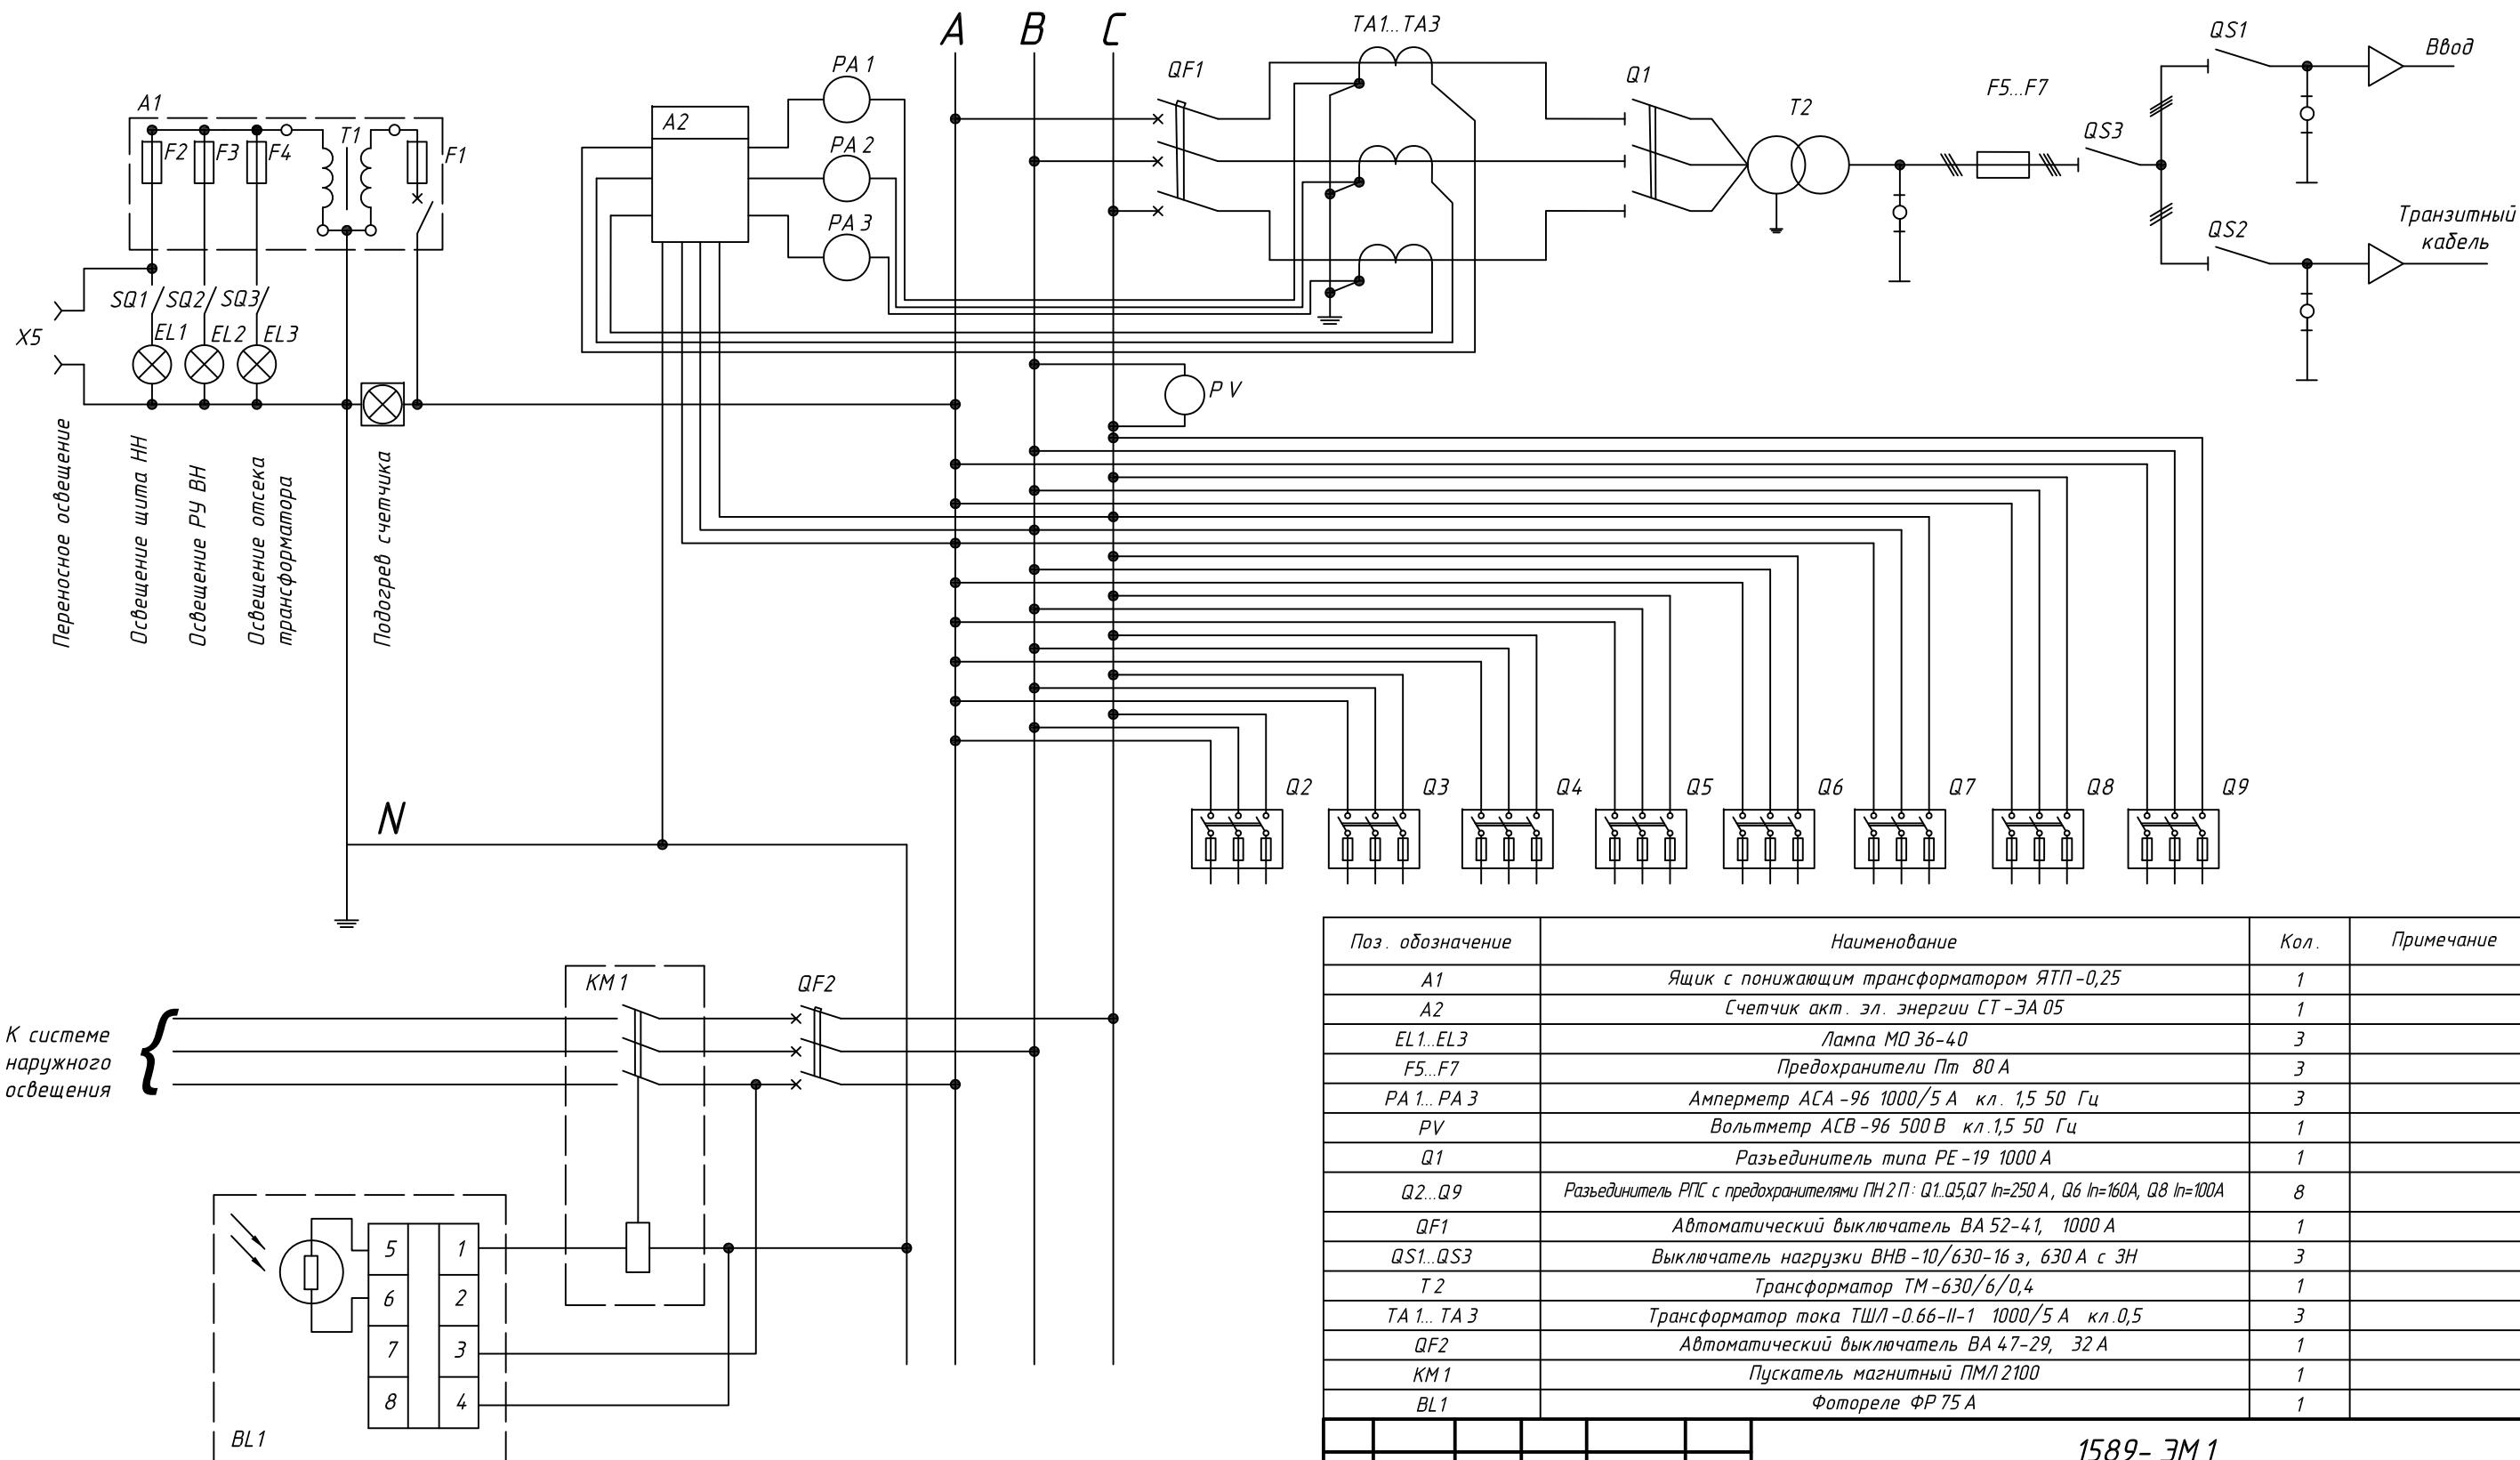 A
B
C
A1
F2
F3
F4
T1
F1
SQ1
SQ2
SQ3
EL1
EL2
EL3
X5
Переносное освещение
Освещение щита НН
Освещение РУ ВН
Освещение отсека
трансформатора
Подогрев счетчика
A2
PA 1
PA 2
PA 3
QF1
TA1...TA3
Q1
T2
F5...F7
QS3
QS1
Ввод
QS2
Транзитный
кабель
PV
Q2
Q3
Q4
Q5
Q6
Q7
Q8
Q9
N
КМ 1
QF2
К системе
наружного
освещения
{
5 1
6 2
7 3
8 4
BL1
Поз. обозначение Наименование Кол. Примечание
A1 Ящик с понижающим трансформатором ЯТП-0,25 1
A2 Счетчик акт. эл. энергии СТ-ЭА 05 1
EL1...EL3 Лампа МО 36-40 3
F5...F7 Предохранители Пт 80 А 3
PA 1... PA 3 Амперметр АСА-96 1000/5 А кл. 1,5 50 Гц 3
PV Вольтметр АСВ-96 500 В кл.1,5 50 Гц 1
Q1 Разъединитель типа РЕ-19 1000 А 1
Q2...Q9 Разъединитель РПС с предохранителями ПН 2 П: Q1...Q5,Q7 In=250 А, Q6 In=160А, Q8 In=100А 8
QF1 Автоматический выключатель ВА 52-41, 1000 А 1
QS1...QS3 Выключатель нагрузки ВНВ-10/630-16 з, 630 А с ЗН 3
T 2 Трансформатор ТМ-630/6/0,4 1
TA 1... TA 3 Трансформатор тока ТШЛ-0.66-II-1 1000/5 А кл.0,5 3
QF2 Автоматический выключатель ВА 47-29, 32 А 1
КМ 1 Пускатель магнитный ПМЛ 2100 1
BL1 Фотореле ФР 75 А 1
1589- ЭМ 1